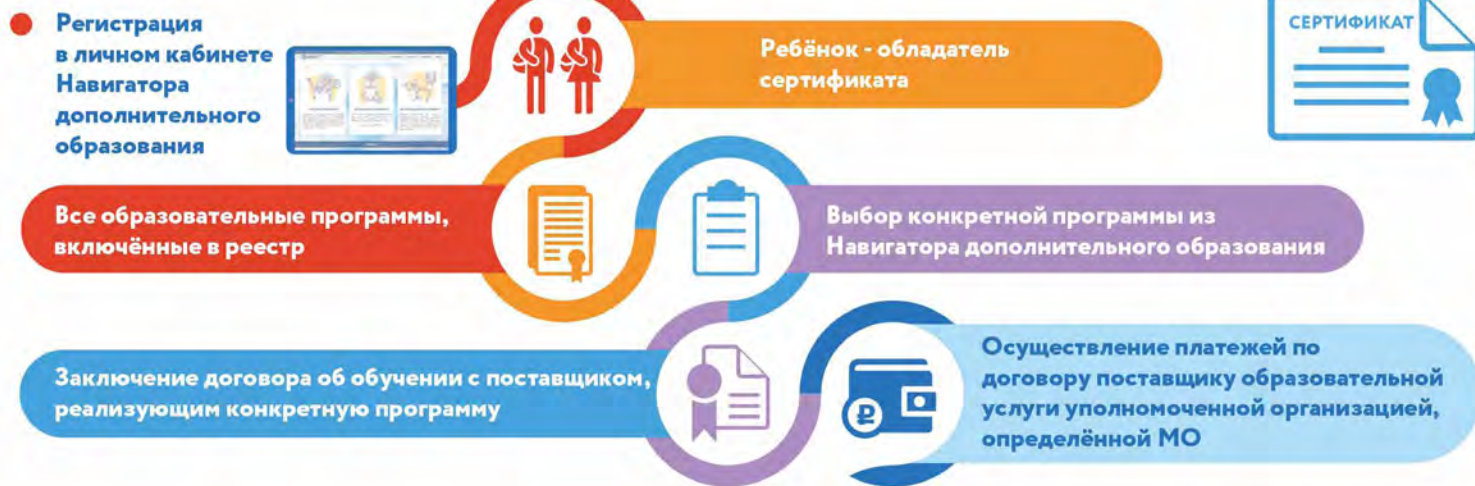 Регистрация
в личном кабинете
Навигатора
дополнительного
образования
Ребёнок - обладатель
сертификата
СЕРТИФИКАТ
Все образовательные программы,
включённые в реестр
Выбор конкретной программы из
Навигатора дополнительного образования
Заключение договора об обучении с поставщиком,
реализующим конкретную программу
₽
Осуществление платежей по
договору поставщику образовательной
услуги уполномоченной организацией,
определённой МО